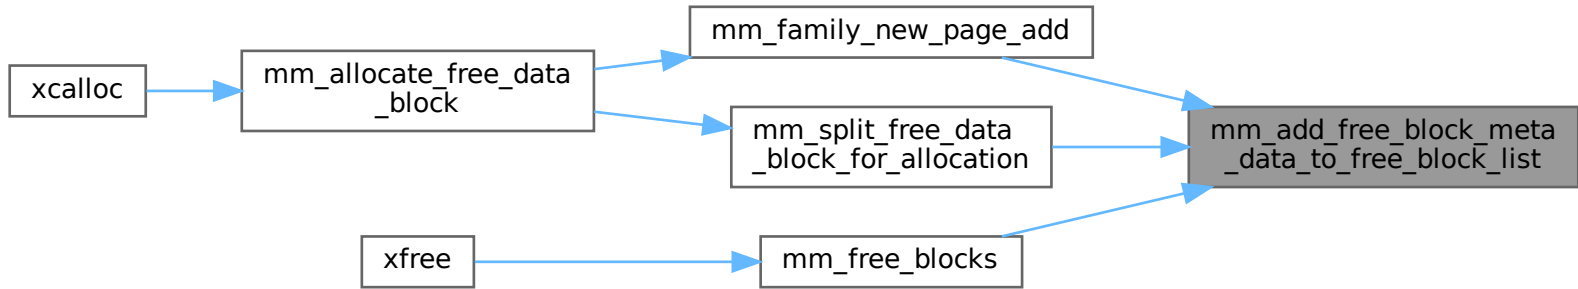 xcalloc
mm_allocate_free_data
_block
mm_family_new_page_add
mm_split_free_data
_block_for_allocation
mm_add_free_block_meta
_data_to_free_block_list
xfree
mm_free_blocks